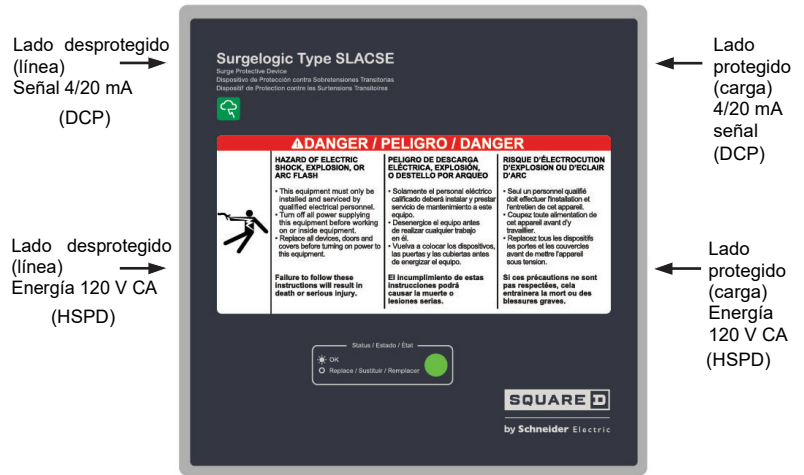 Lado desprotegido
(línea)
Señal 4/20 mA
(DCP)
Lado desprotegido
(línea)
Energía 120 V CA
(HSPD)
Surgelogic Type SLACSE
Surge Protective Device
Dispositivo de Protección contra Sobretensiones Transitorias
Dispositif de Protection contre les Surtensions Transitoires
DANGER / PELIGRO / DANGER
HAZARD OF ELECTRIC
SHOCK, EXPLOSION, OR
ARC FLASH
• This equipment must only be
installed and serviced by
qualified electrical personnel.
• Turn off all power supplying
this equipment before working
on or inside equipment.
• Replace all devices, doors and
covers before turning on power to
this equipment.
Failure to follow these
instructions will result in
death or serious injury.
PELIGRO DE DESCARGA
ELÉCTRICA, EXPLOSIÓN,
O DESTELLO POR ARQUEO
• Solamente el personal eléctrico
calificado deberá instalar y prestar
servicio de mantenimiento a este
equipo.
• Desenergice el equipo antes
de realizar cualquier trabajo
en él.
• Vuelva a colocar los dispositivos,
las puertas y las cubiertas antes
de energizar el equipo.
El incumplimiento de estas
instrucciones podrá
causar la muerte o
lesiones serias.
RISQUE D'ÉLECTROCUTION
D'EXPLOSION OU D'ECLAIR
D'ARC
• Seul un personnel qualifié
doit effectuer l'installation et
l'entretien de cet appareil.
• Coupez toute alimentation de
cet appareil avant d'y
travailler.
• Replacez tous les dispositifs
les portes et les couvercles
avant de mettre l'appareil
sous tension.
Si ces précautions ne sont
pas respectées, cela
entrainera la mort ou des
blessures graves.
Status / Estado / État
OK
Replace / Sustituir / Remplacer
SQUARE D
by Schneider Electric
Lado
protegido
(carga)
4/20 mA
señal
(DCP)
Lado
protegido
(carga)
Energía
120 V CA
(HSPD)